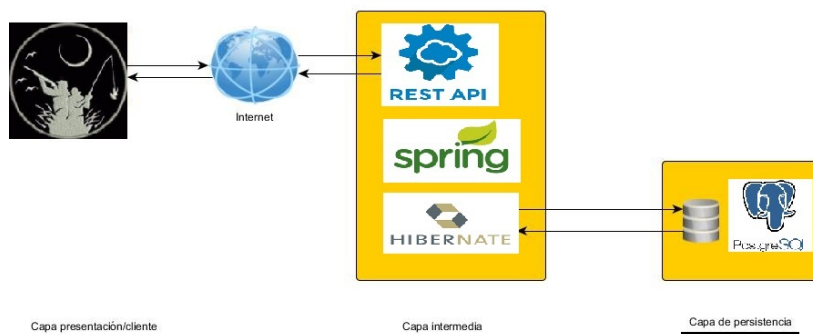 Internet
REST API
spring
HIBERNATE
PostgreSQL
Capa presentación/cliente
Capa intermedia
Capa de persistencia